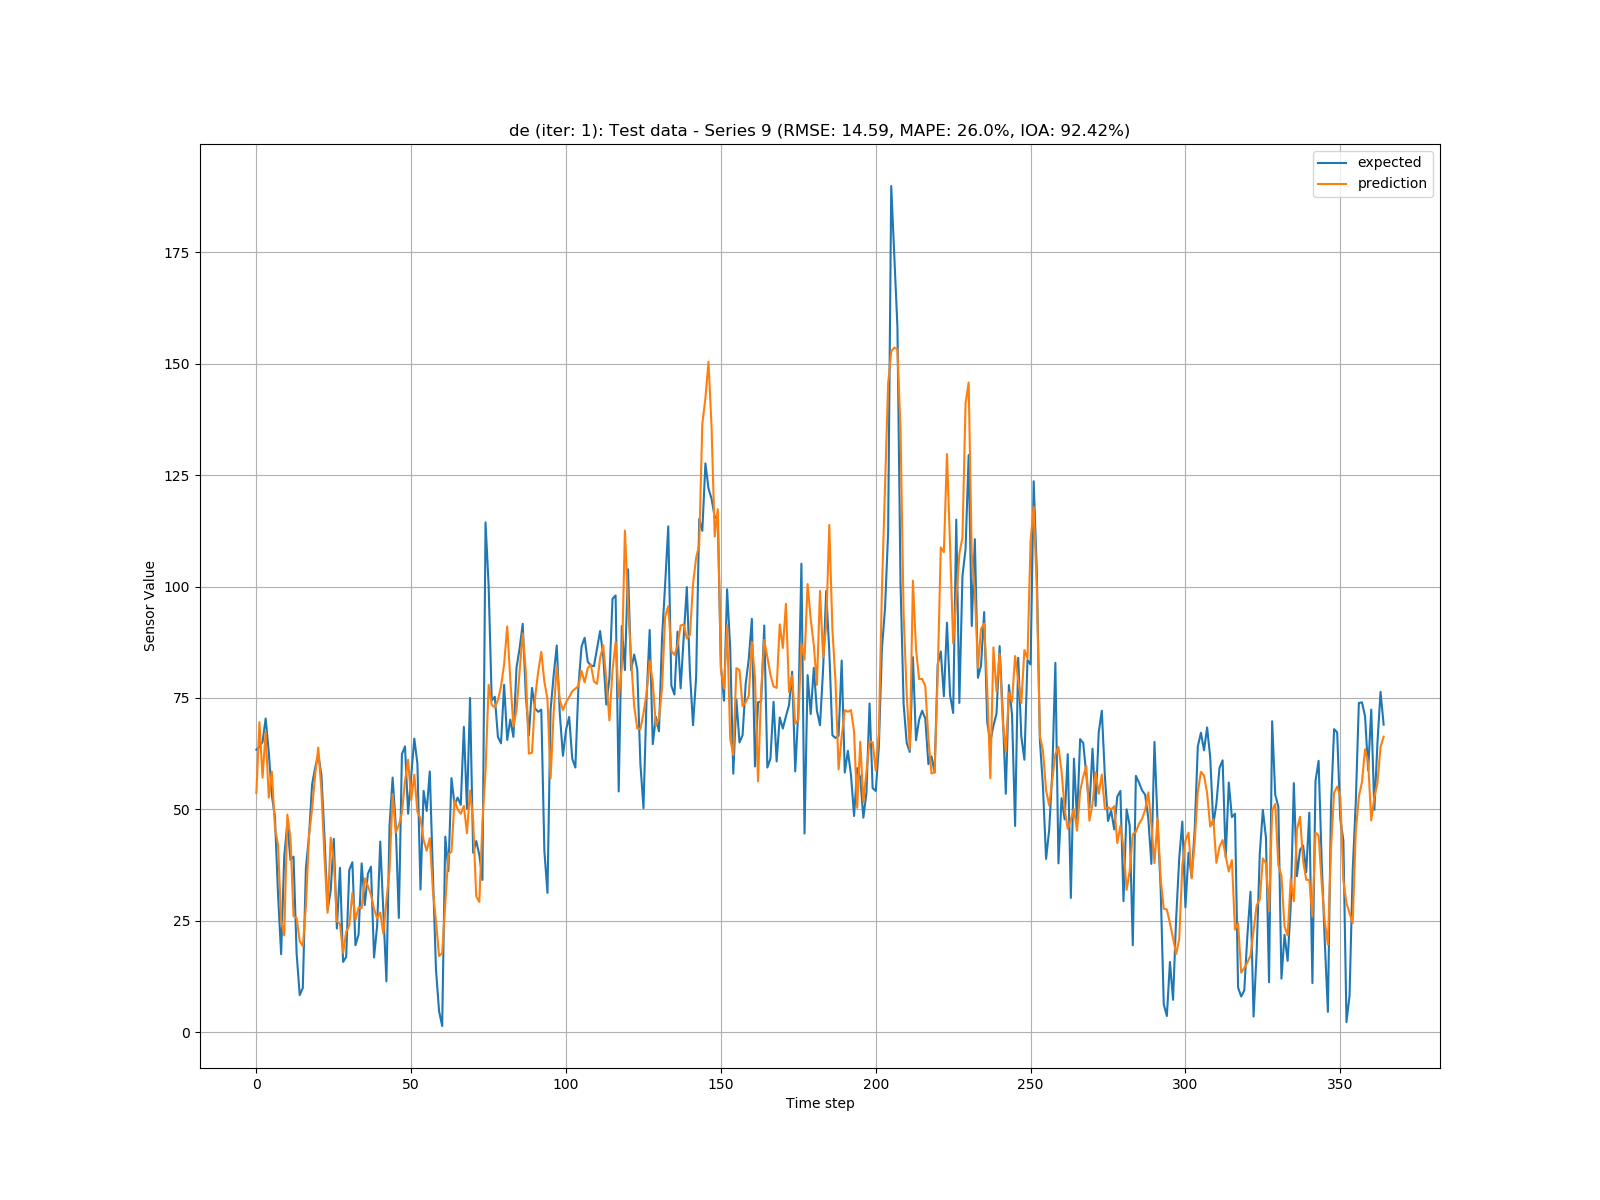 de (iter: 1): Test data - Series 9 (RMSE: 14.59, MAPE: 26.0%, IOA: 92.42%)
expected
prediction
175
150
125
100
75
50
25
0
Sensor Value
0 50 100 150 200 250 300 350
Time step